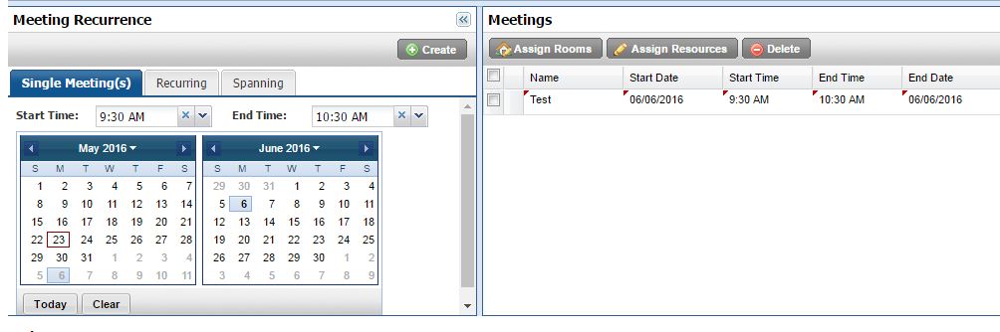 Meeting Recurrence
Create
Single Meeting(s) Recurring Spanning
Start Time: 9:30 AM End Time: 10:30 AM
May 2016
S M T W T F S
1 2 3 4 5 6 7
8 9 10 11 12 13 14
15 16 17 18 19 20 21
22 23 24 25 26 27 28
29 30 31 1 2 3 4
5 6 7 8 9 10 11
June 2016
S M T W T F S
29 30 31 1 2 3 4
5 6 7 8 9 10 11
12 13 14 15 16 17 18
19 20 21 22 23 24 25
26 27 28 29 30 1 2
3 4 5 6 7 8 9
Today Clear
Meetings
Assign Rooms Assign Resources Delete
Name Start Date Start Time End Time End Date
Test 06/06/2016 9:30 AM 10:30 AM 06/06/2016